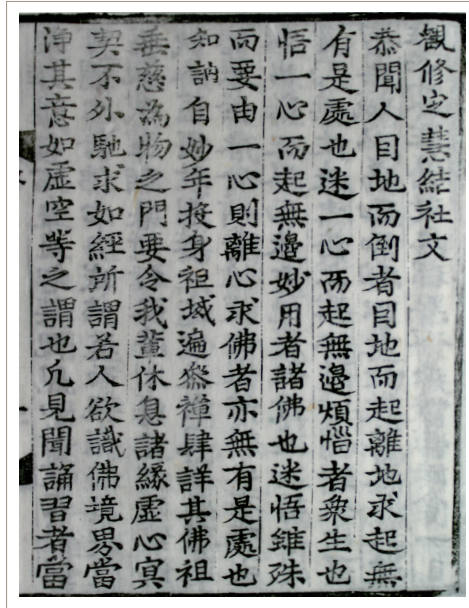 勸修定慧結社文
恭聞人因地而倒者因地而起離地求起無
有是處也迷一心而起無邊煩惱者衆生也
悟一心而起無邊妙用者諸佛也迷悟雖殊
而要由一心則離心求佛者亦無有是處也
知訥自妙年投身祖域遍叅禪肆詳其佛祖
垂慈為物之門要令我輩休息諸緣虛心冥
契不外馳求如經所謂若人欲識佛境界當
淨其意如虛空等之謂也凡見聞誦習者當